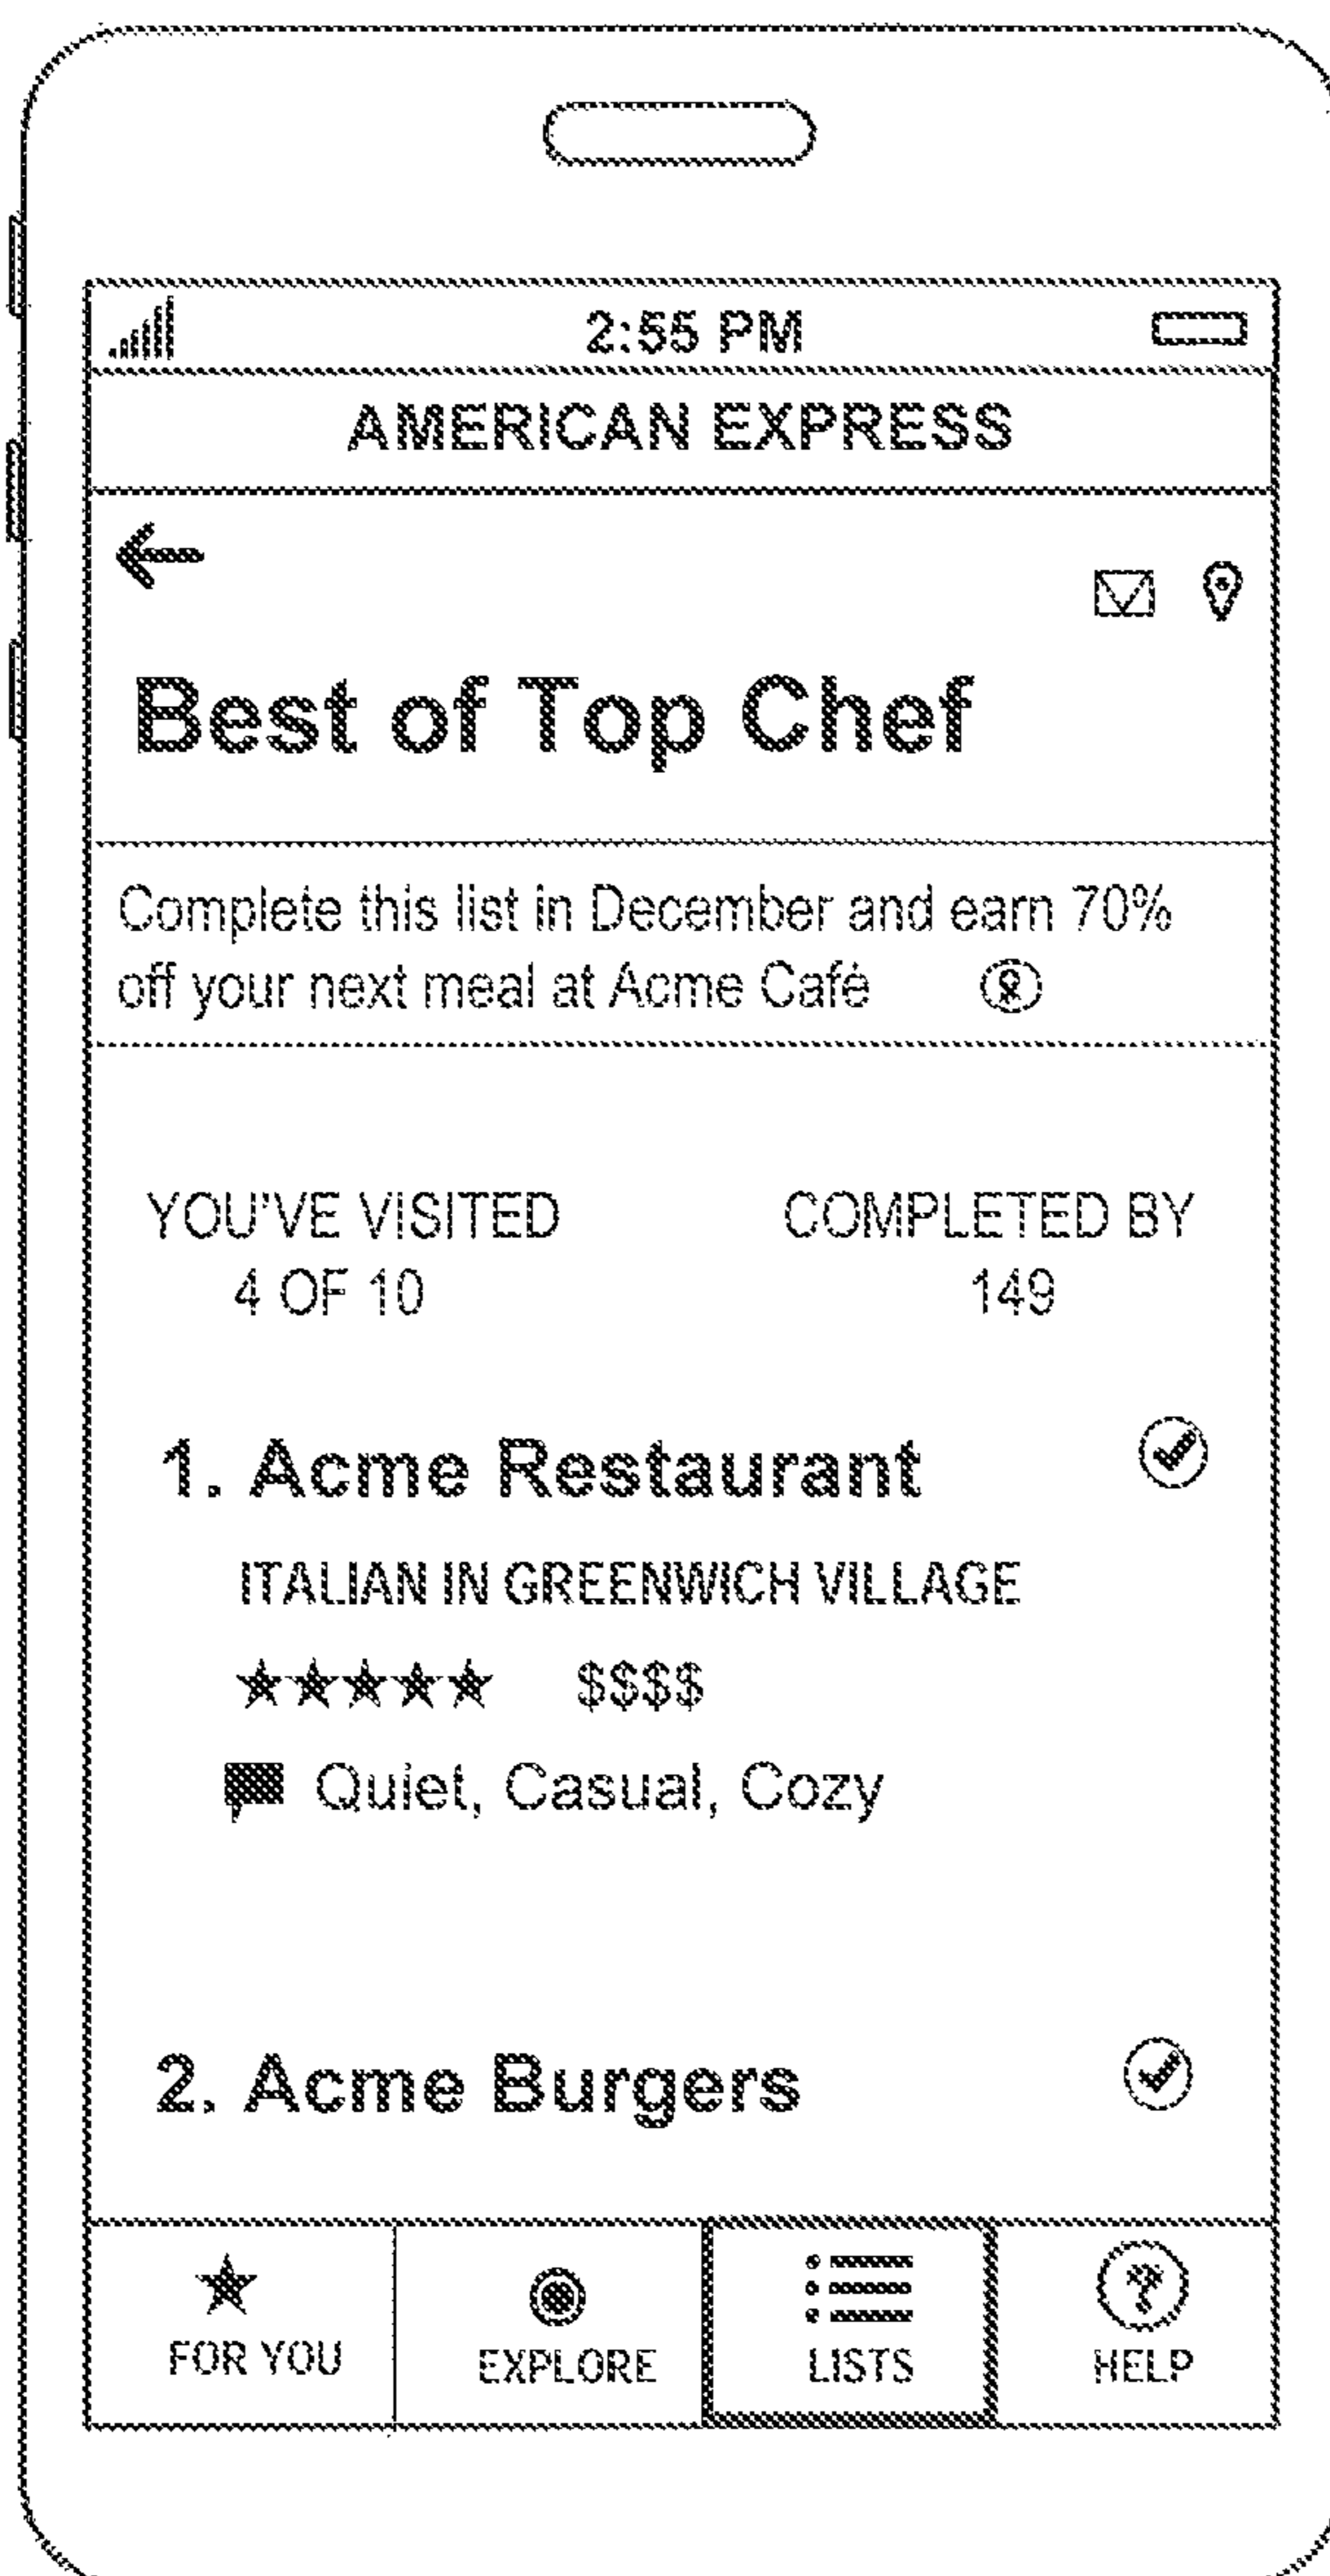 2:55 PM
AMERICAN EXPRESS
Best of Top Chef
Complete this list in December and earn 70%
off your next meal at Acme Café
YOU'VE VISITED COMPLETED BY
4 OF 10 149
1. Acme Restaurant
ITALIAN IN GREENWICH VILLAGE
★★★★★ $$$$
Quiet, Casual, Cozy
2. Acme Burgers
FOR YOU EXPLORE LISTS HELP